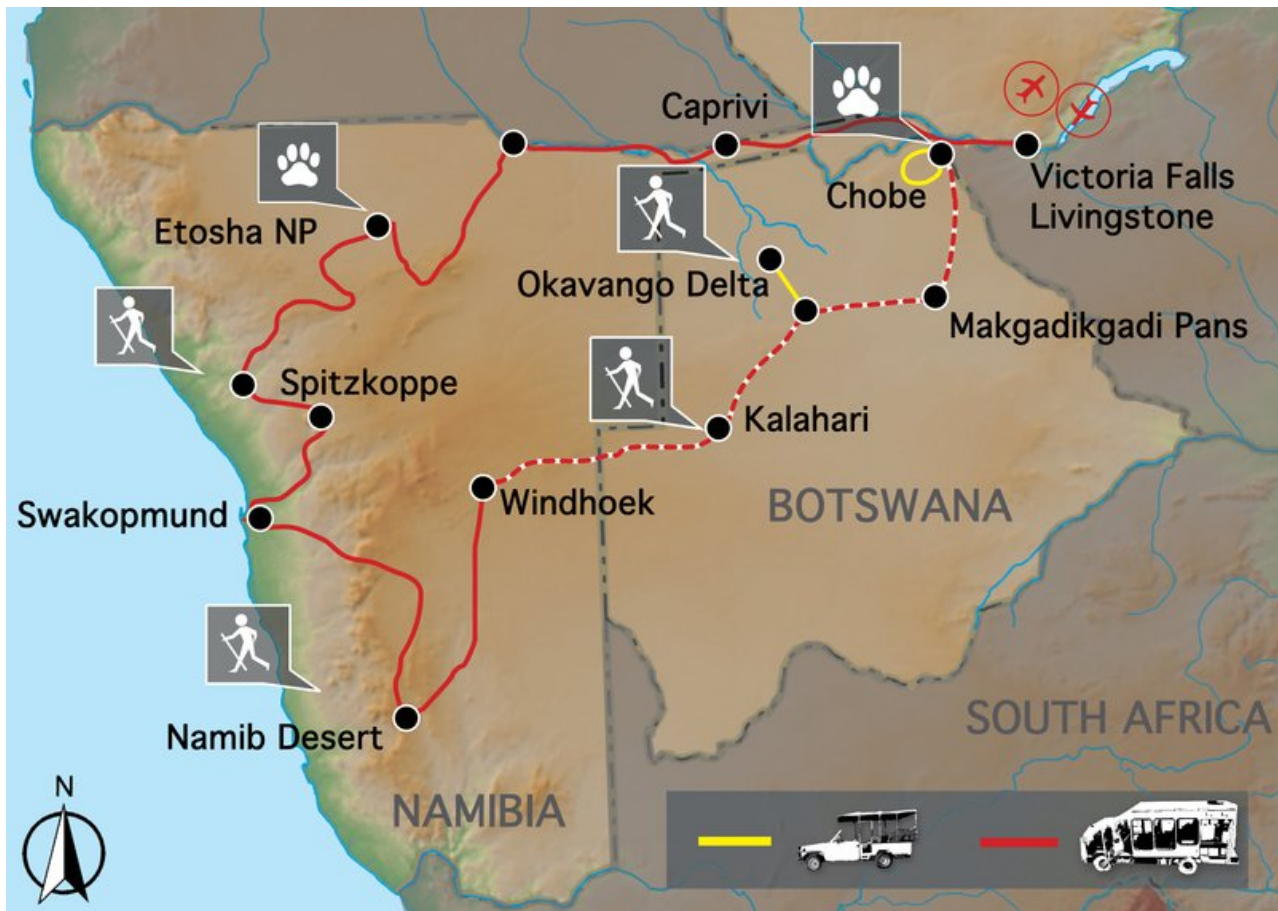 Caprivi
Chobe
Victoria Falls
Livingstone
Etosha NP
Okavango Delta
Makgadikgadi Pans
Spitzkoppe
Kalahari
Windhoek
Swakopmund
BOTSWANA
Namib Desert
SOUTH AFRICA
N
NAMIBIA